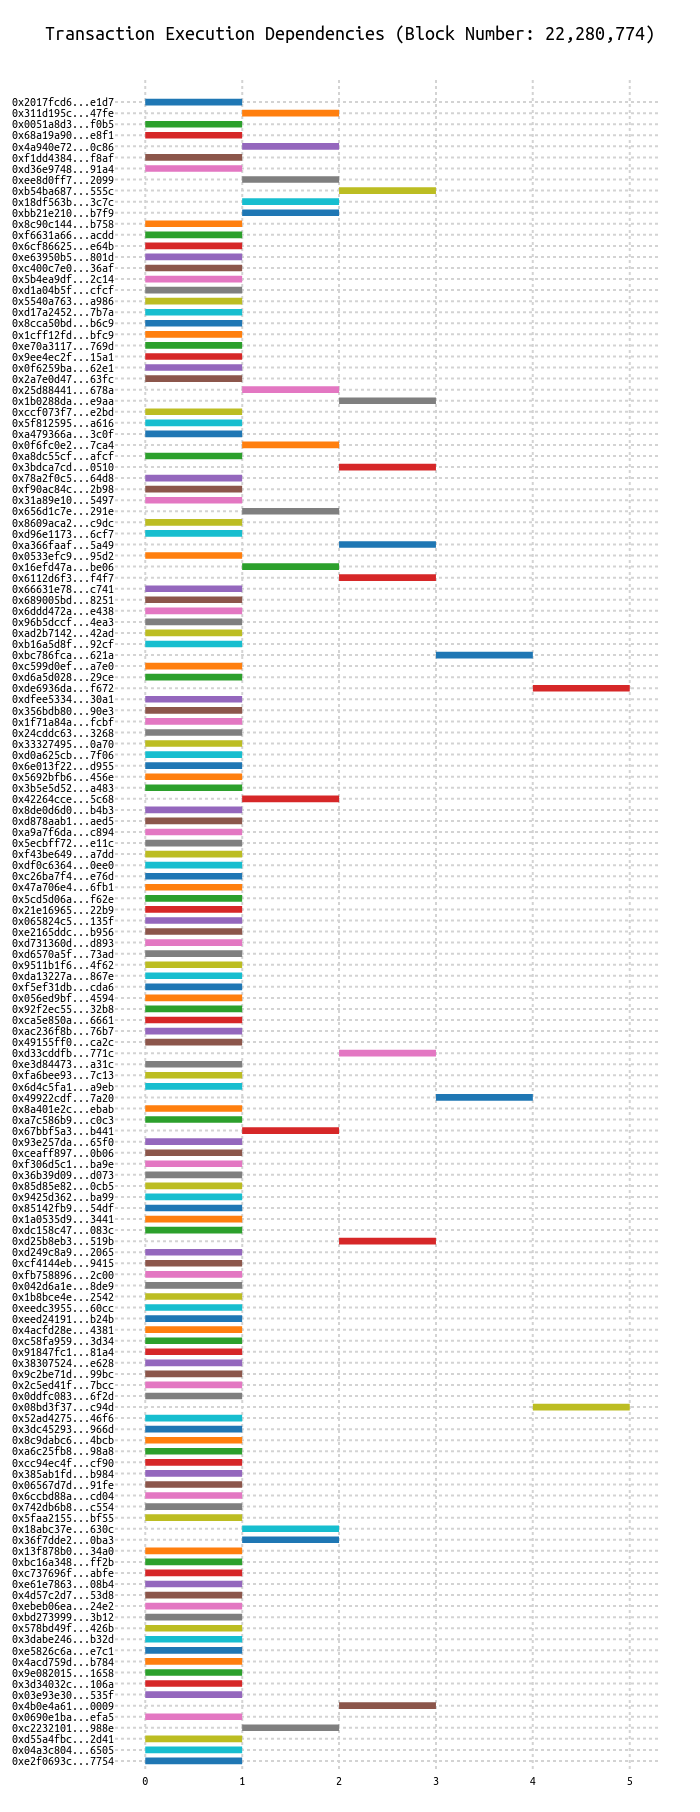 Transaction Execution Dependencies (Block Number: 22,280,774)
0x2017fcd6...e1d7
0x311d195c...47fe
0x0051a8d3...f0b5
0x68a19a90...e8f1
0x4a940e72...0c86
0xf1dd4384...f8af
0xd36e9748...91a4
0xee8d0ff7...2099
0xb54ba687...555c
0x18df563b...3c7c
0xbb21e210...b7f9
0x8c90c144...b758
0xf6631a66...acdd
0x6cf86625...e64b
0xe63950b5...801d
0xc400c7e0...36af
0x5b4ea9df...2c14
0xd1a04b5f...cfcf
0x5540a763...a986
0xd17a2452...7b7a
0x8cca50bd...b6c9
0x1cff12fd...bfc9
0xe70a3117...769d
0x9ee4ec2f...15a1
0x0f6259ba...62e1
0x2a7e0d47...63fc
0x25d88441...678a
0x1b0288da...e9aa
0xccf073f7...e2bd
0x5f812595...a616
0xa479366a...3c0f
0x0f6fc0e2...7ca4
0xa8dc55cf...afcf
0x3bdca7cd...0510
0x78a2f0c5...64d8
0xf90ac84c...2b98
0x31a89e10...5497
0x656d1c7e...291e
0x8609aca2...c9dc
0xd96e1173...6cf7
0xa366faaf...5a49
0x0533efc9...95d2
0x16efd47a...be06
0x6112d6f3...f4f7
0x66631e78...c741
0x689005bd...8251
0x6ddd472a...e438
0x96b5dccf...4ea3
0xad2b7142...42ad
0xb16a5d8f...92cf
0xbc786fca...621a
0xc599d0ef...a7e0
0xd6a5d028...29ce
0xde6936da...f672
0xdfee5334...30a1
0x356bdb80...90e3
0x1f71a84a...fcbf
0x24cddc63...3268
0x33327495...0a70
0xd0a625cb...7f06
0x6e013f22...d955
0x5692bfb6...456e
0x3b5e5d52...a483
0x42264cce...5c68
0x8de0d6d0...b4b3
0xd878aab1...aed5
0xa9a7f6da...c894
0x5ecbff72...e11c
0xf43be649...a7dd
0xdf0c6364...0ee0
0xc26ba7f4...e76d
0x47a706e4...6fb1
0x5cd5d06a...f62e
0x21e16965...22b9
0x065824c5...135f
0xe2165ddc...b956
0xd731360d...d893
0xd6570a5f...73ad
0x9511b1f6...4f62
0xda13227a...867e
0xf5ef31db...cda6
0x056ed9bf...4594
0x92f2ec55...32b8
0xca5e850a...6661
0xac236f8b...76b7
0x49155ff0...ca2c
0xd33cddfb...771c
0xe3d84473...a31c
0xfa6bee93...7c13
0x6d4c5fa1...a9eb
0x49922cdf...7a20
0x8a401e2c...ebab
0xa7c586b9...c0c3
0x67bbf5a3...b441
0x93e257da...65f0
0xceaff897...0b06
0xf306d5c1...ba9e
0x36b39d09...d073
0x85d85e82...0cb5
0x9425d362...ba99
0x85142fb9...54df
0x1a0535d9...3441
0xdc158c47...083c
0xd25b8eb3...519b
0xd249c8a9...2065
0xcf4144eb...9415
0xfb758896...2c00
0x042d6a1e...8de9
0x1b8bce4e...2542
0xeedc3955...60cc
0xeed24191...b24b
0x4acfd28e...4381
0xc58fa959...3d34
0x91847fc1...81a4
0x38307524...e628
0x9c2be71d...99bc
0x2c5ed41f...7bcc
0x0ddfc083...6f2d
0x08bd3f37...c94d
0x52ad4275...46f6
0x3dc45293...966d
0x8c9dabc6...4bcb
0xa6c25fb8...98a8
0xcc94ec4f...cf90
0x385ab1fd...b984
0x06567d7d...91fe
0x6ccbd88a...cd04
0x742db6b8...c554
0x5faa2155...bf55
0x18abc37e...630c
0x36f7dde2...0ba3
0x13f878b0...34a0
0xbc16a348...ff2b
0xc737696f...abfe
0xe61e7863...08b4
0x4d57c2d7...53d8
0xebeb06ea...24e2
0xbd273999...3b12
0x578bd49f...426b
0x3dabe246...b32d
0xe5826c6a...e7c1
0x4acd759d...b784
0x9e082015...1658
0x3d34032c...106a
0x03e93e30...535f
0x4b0e4a61...0009
0x0690e1ba...efa5
0xc2232101...988e
0xd55a4fbc...2d41
0x04a3c804...6505
0xe2f0693c...7754
0 1 2 3 4 5